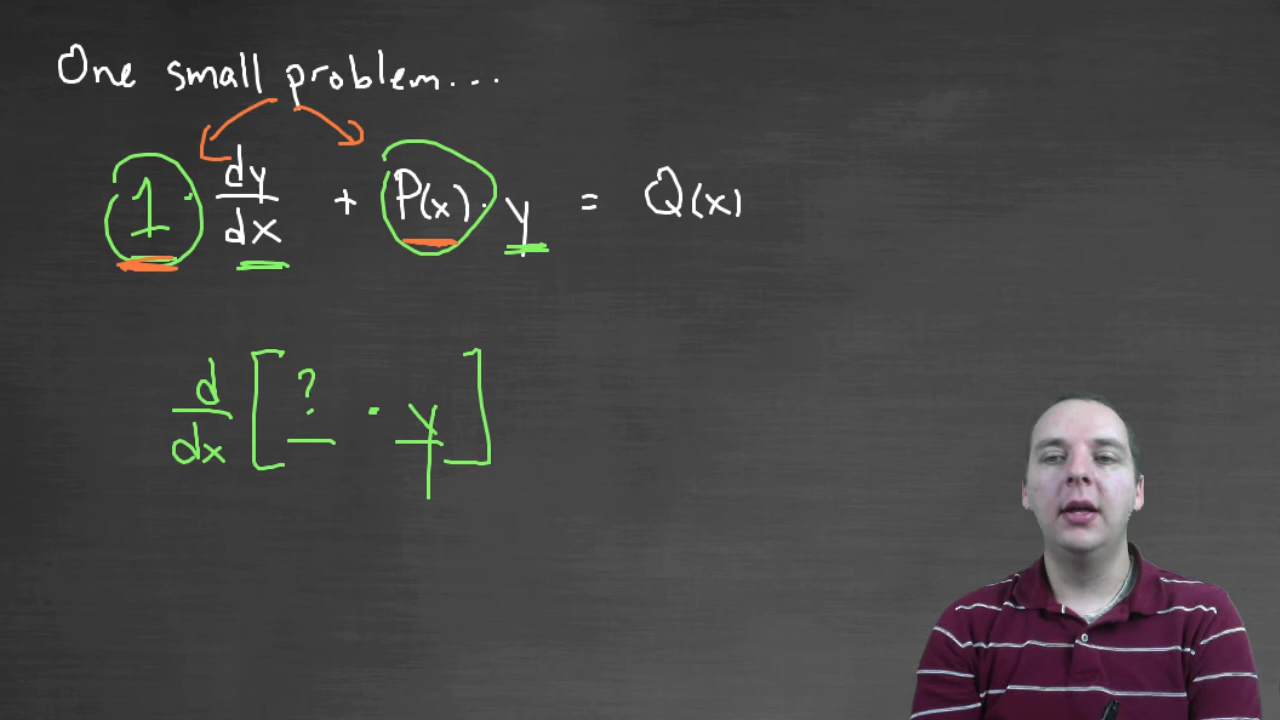 One small problem...
1 · dy/dx + P(x) · y = Q(x)
d/dx [ ? · y ]